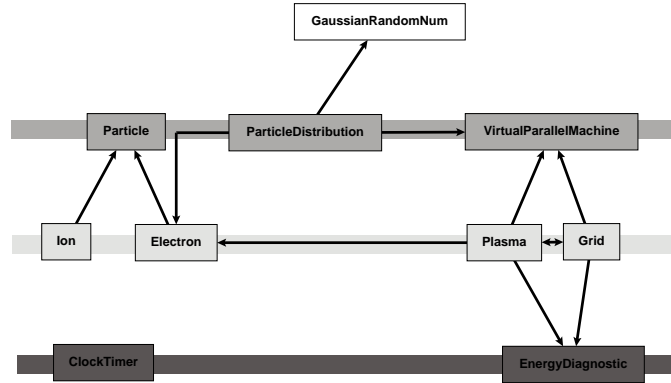 GaussianRandomNum
Particle
ParticleDistribution
VirtualParallelMachine
Ion
Electron
Plasma
Grid
ClockTimer
EnergyDiagnostic